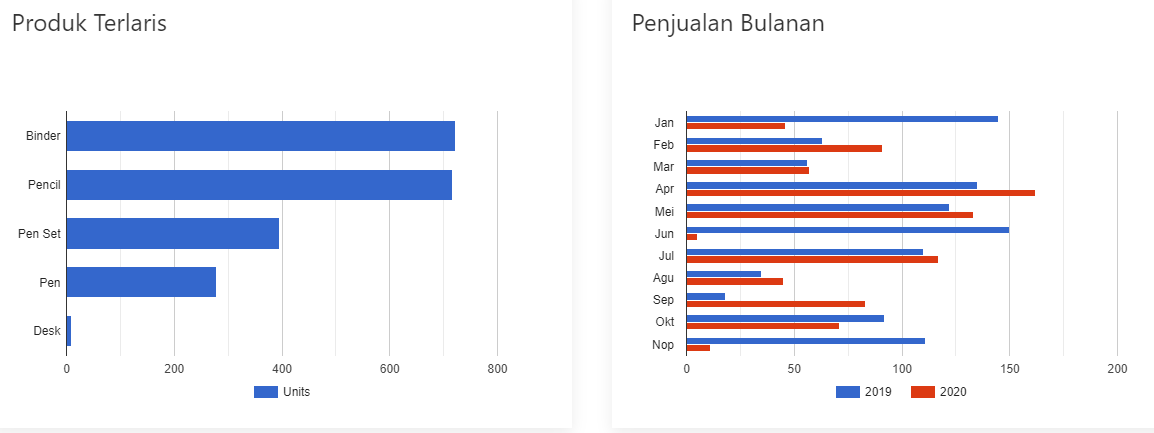 Produk Terlaris
Binder
Pencil
Pen Set
Pen
Desk
0 200 400 600 800
Units
Penjualan Bulanan
Jan
Feb
Mar
Apr
Mei
Jun
Jul
Agu
Sep
Okt
Nop
0 50 100 150 200
2019 2020